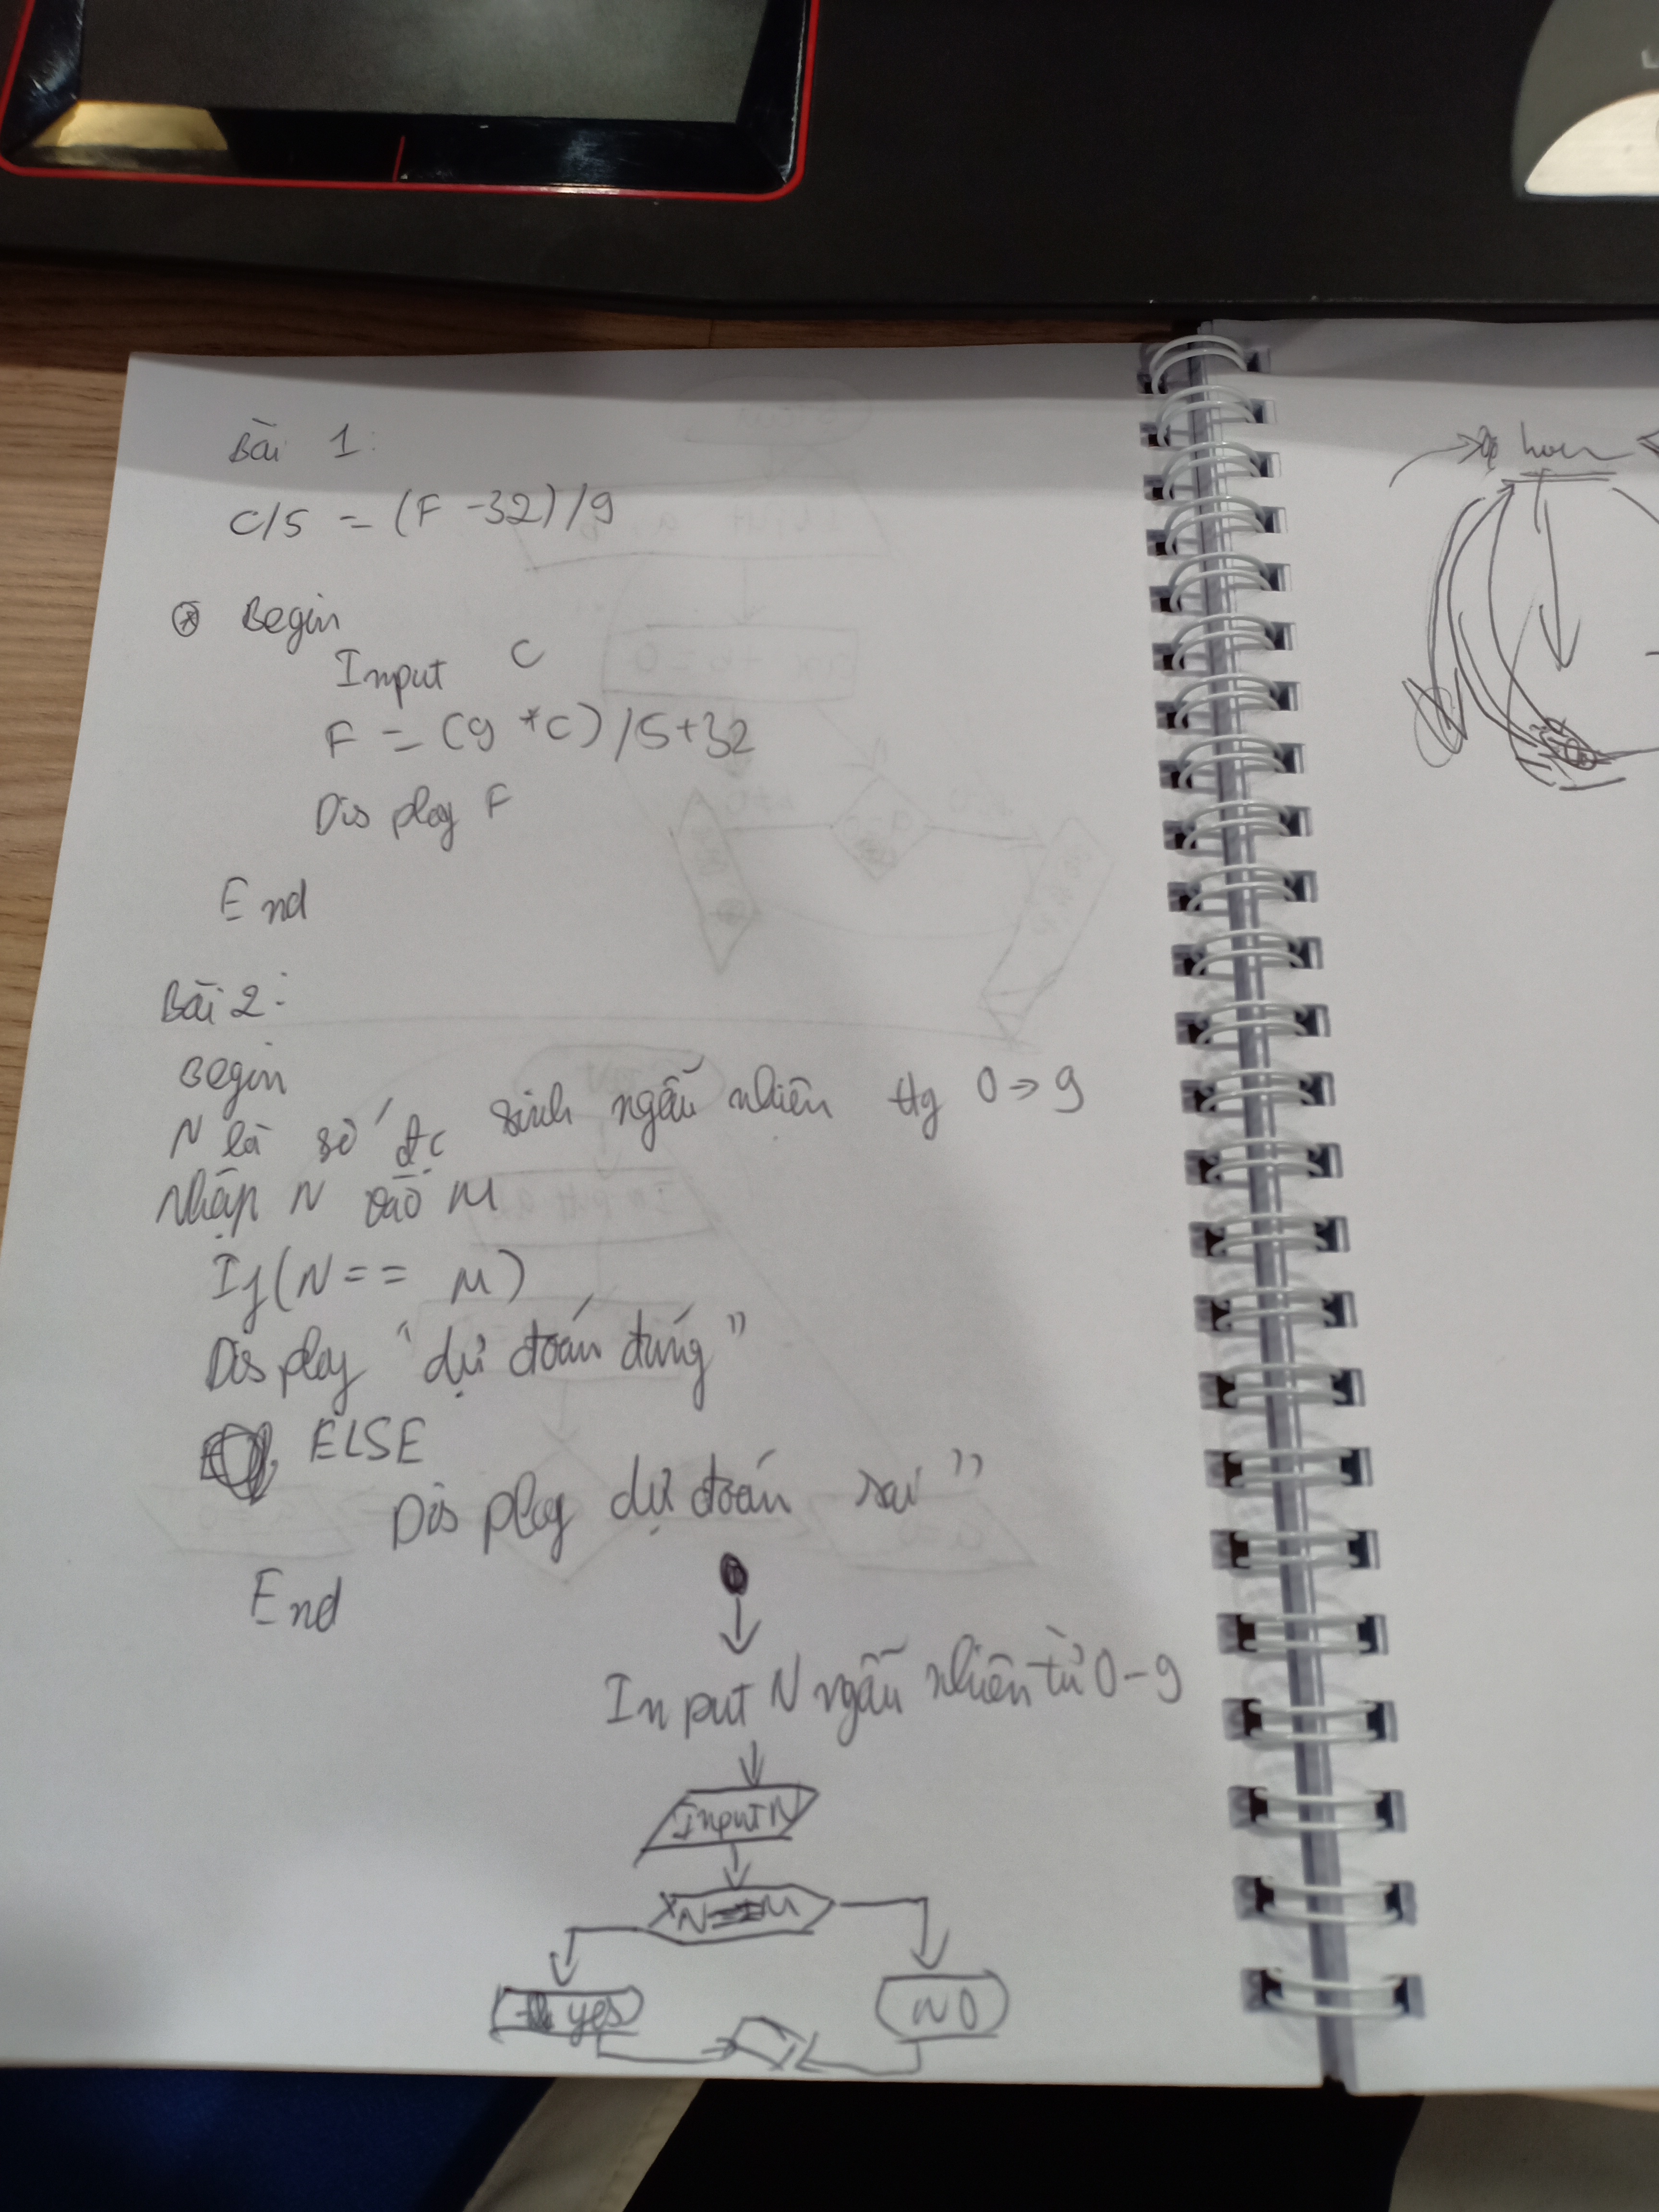 Bài 1:
C/5 = (F - 32)/9
Begin
Input C
F = (9 * C) / 5 + 32
Display F
End
Bài 2:
Begin
N là số đc sinh ngẫu nhiên tg 0 → 9
Nhập N vào M
If (N == M)
Display "dự đoán đúng"
ELSE
Display dự đoán sai"
End
Input N ngẫu nhiên từ 0 - 9
Input N
N == M
yes
NO